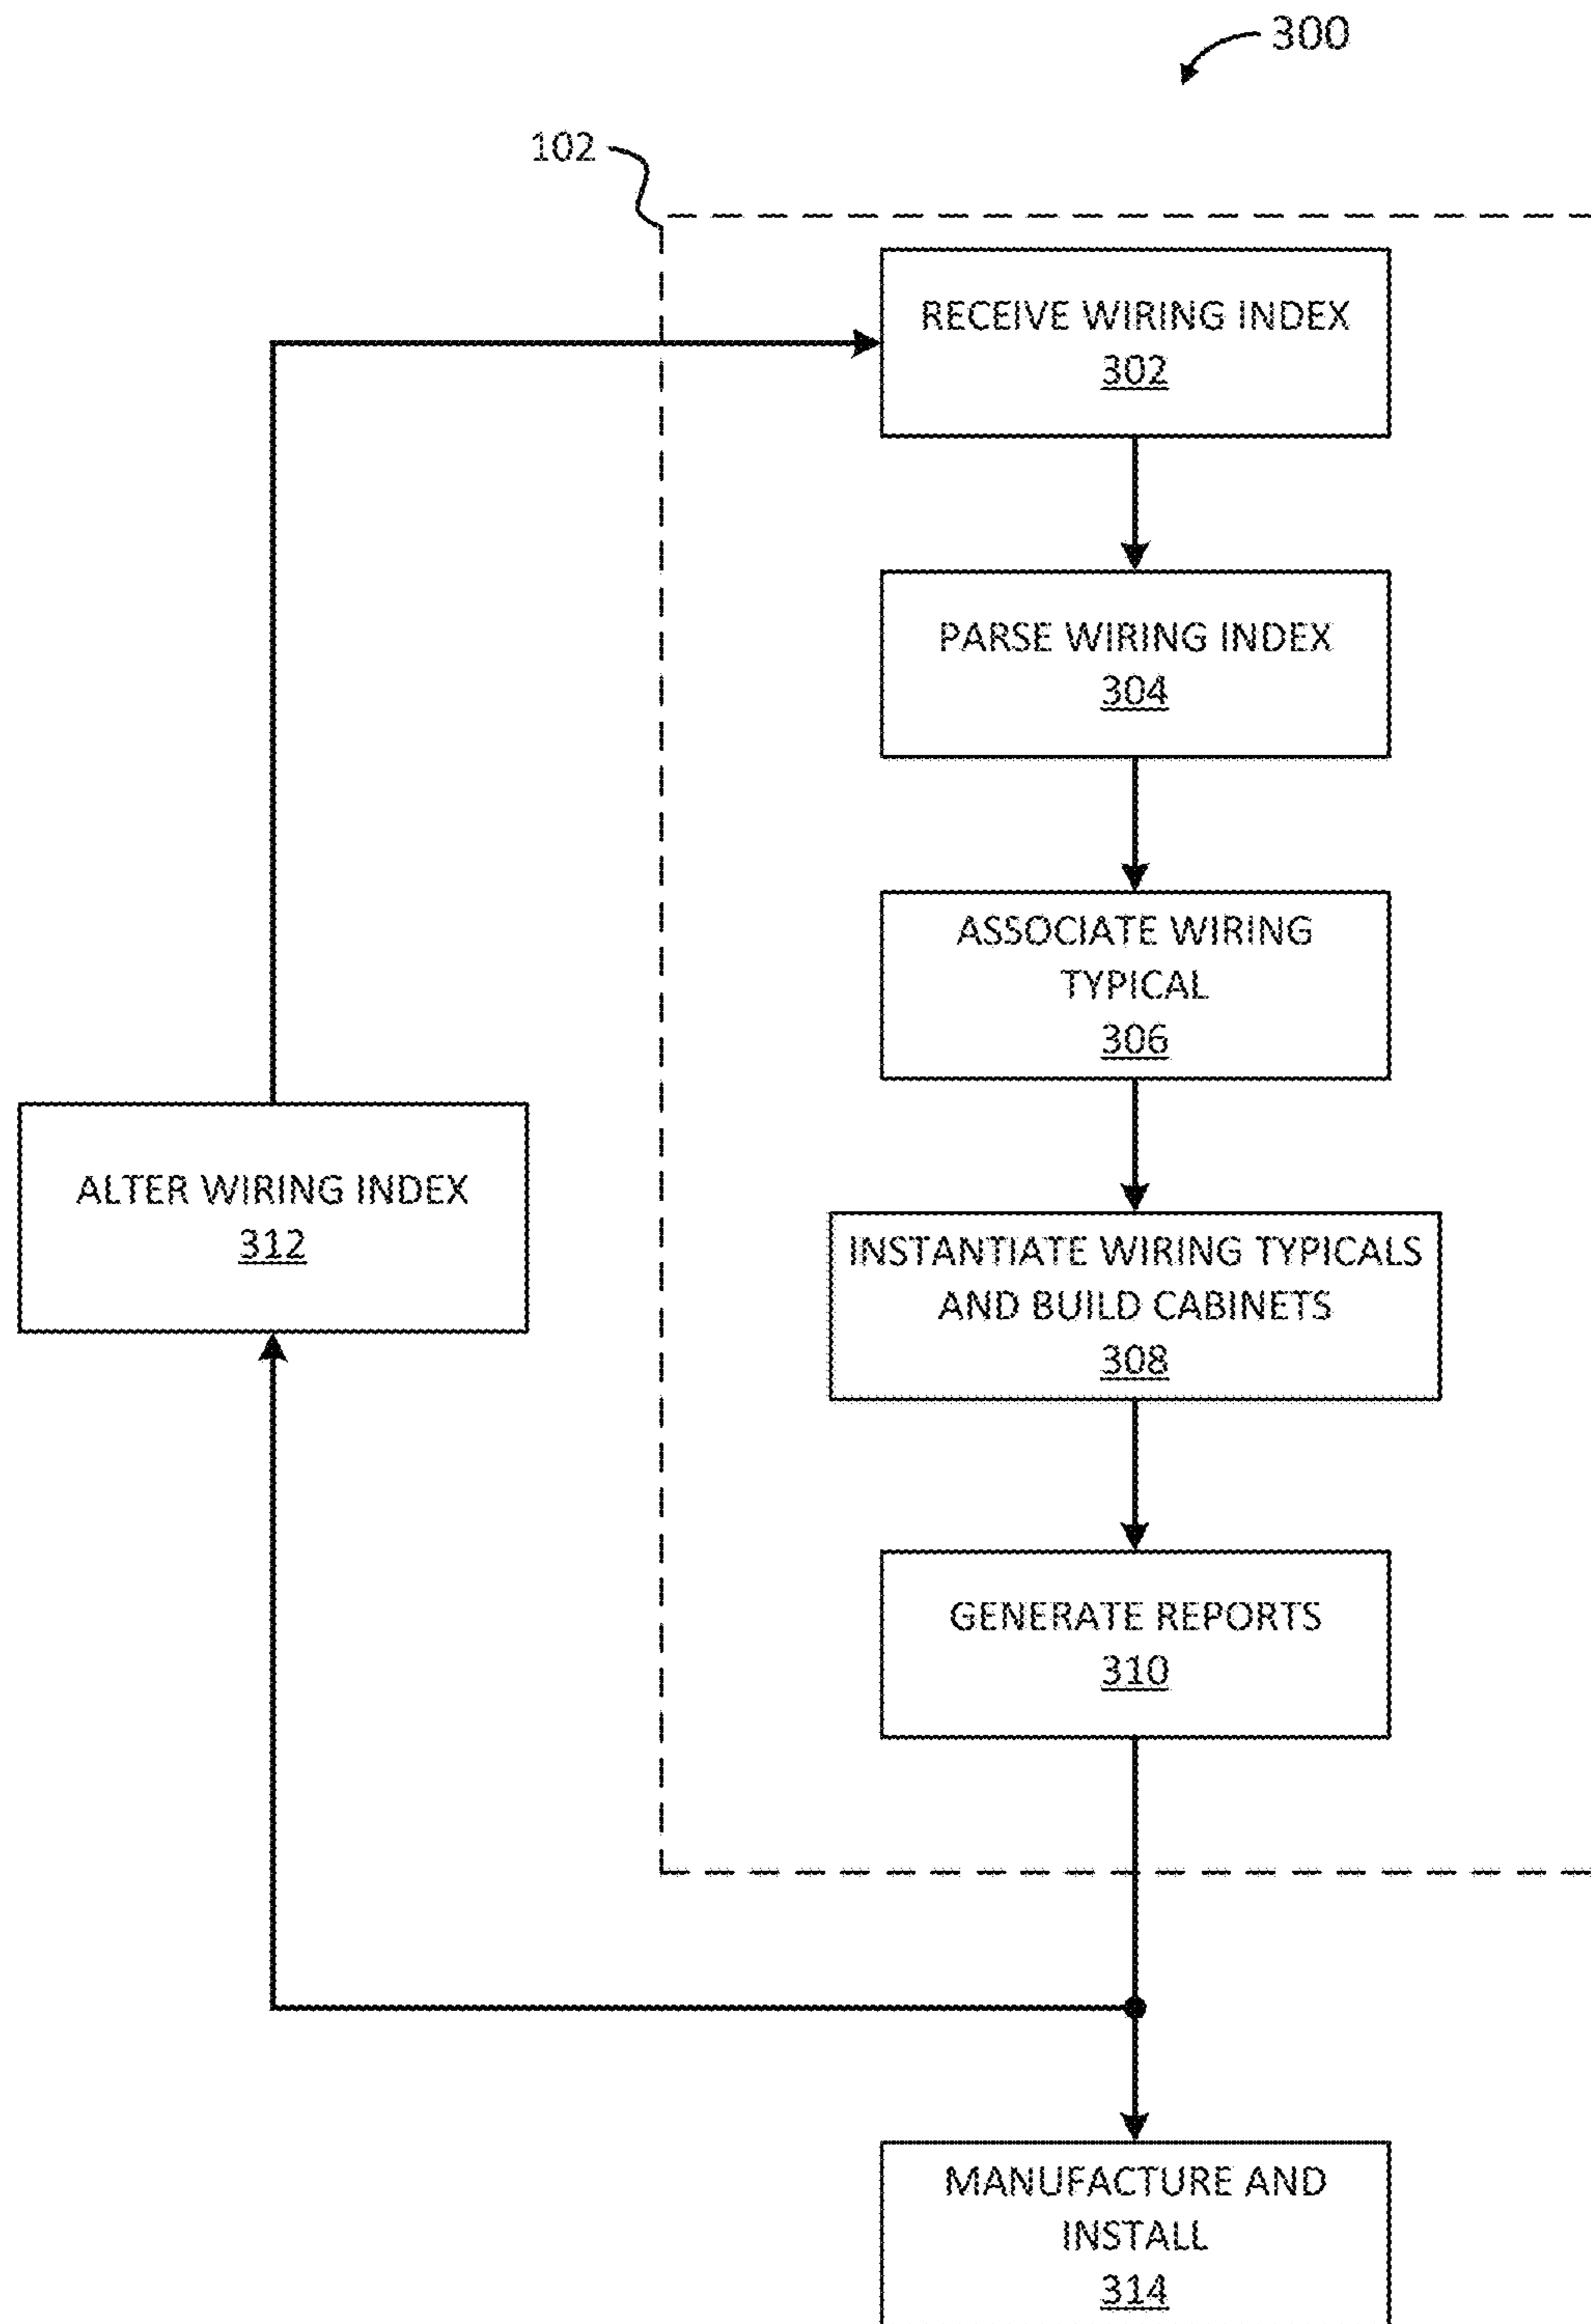 300
102
RECEIVE WIRING INDEX
302
PARSE WIRING INDEX
304
ASSOCIATE WIRING
TYPICAL
306
ALTER WIRING INDEX
312
INSTANTIATE WIRING TYPICALS
AND BUILD CABINETS
308
GENERATE REPORTS
310
MANUFACTURE AND
INSTALL
314